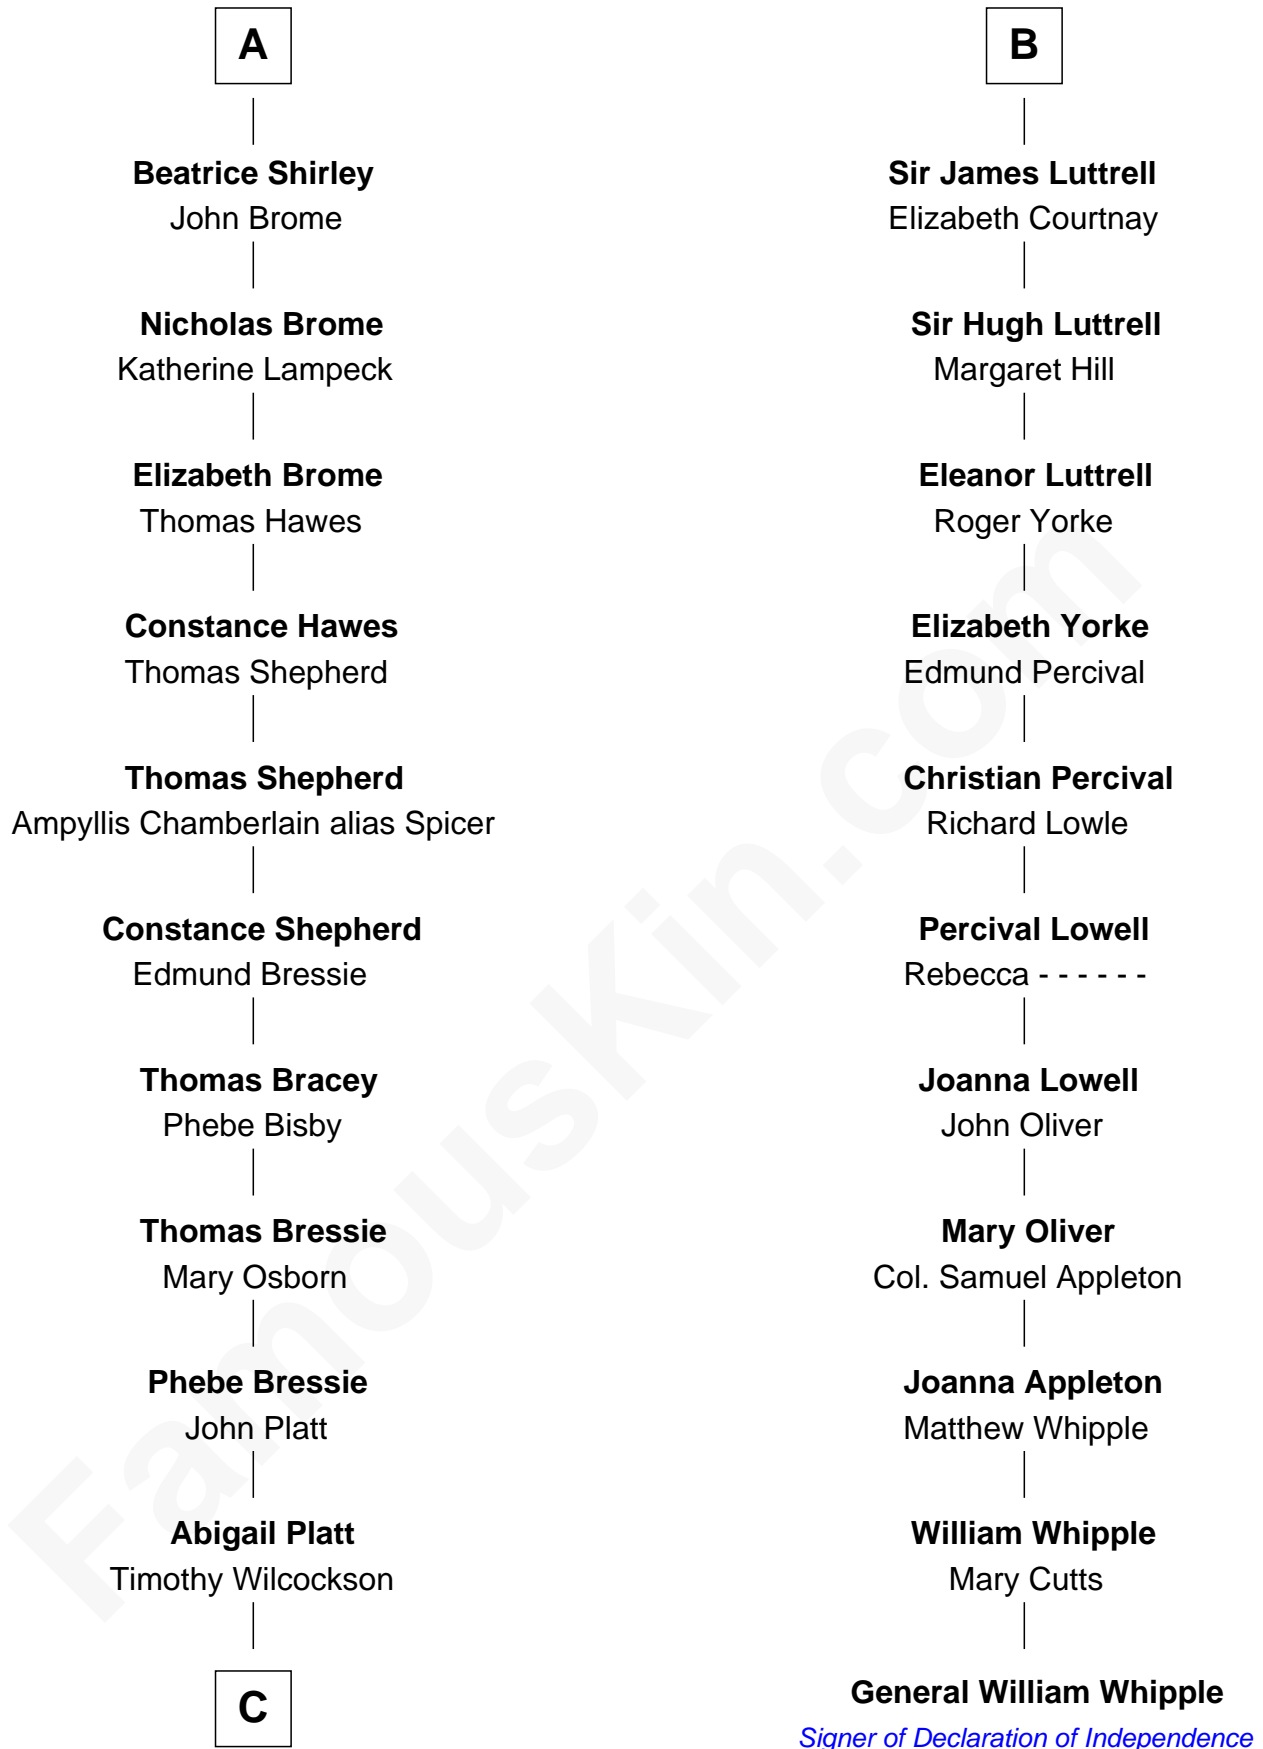 A
Beatrice Shirley
John Brome
Nicholas Brome
Katherine Lampeck
Elizabeth Brome
Thomas Hawes
Constance Hawes
Thomas Shepherd
Thomas Shepherd
Ampyllis Chamberlain alias Spicer
Constance Shepherd
Edmund Bressie
Thomas Bracey
Phebe Bisby
Thomas Bressie
Mary Osborn
Phebe Bressie
John Platt
Abigail Platt
Timothy Wilcockson
C
B
Sir James Luttrell
Elizabeth Courtnay
Sir Hugh Luttrell
Margaret Hill
Eleanor Luttrell
Roger Yorke
Elizabeth Yorke
Edmund Percival
Christian Percival
Richard Lowle
Percival Lowell
Rebecca - - - - - -
Joanna Lowell
John Oliver
Mary Oliver
Col. Samuel Appleton
Joanna Appleton
Matthew Whipple
William Whipple
Mary Cutts
General William Whipple
Signer of Declaration of Independence
FamousKin.com